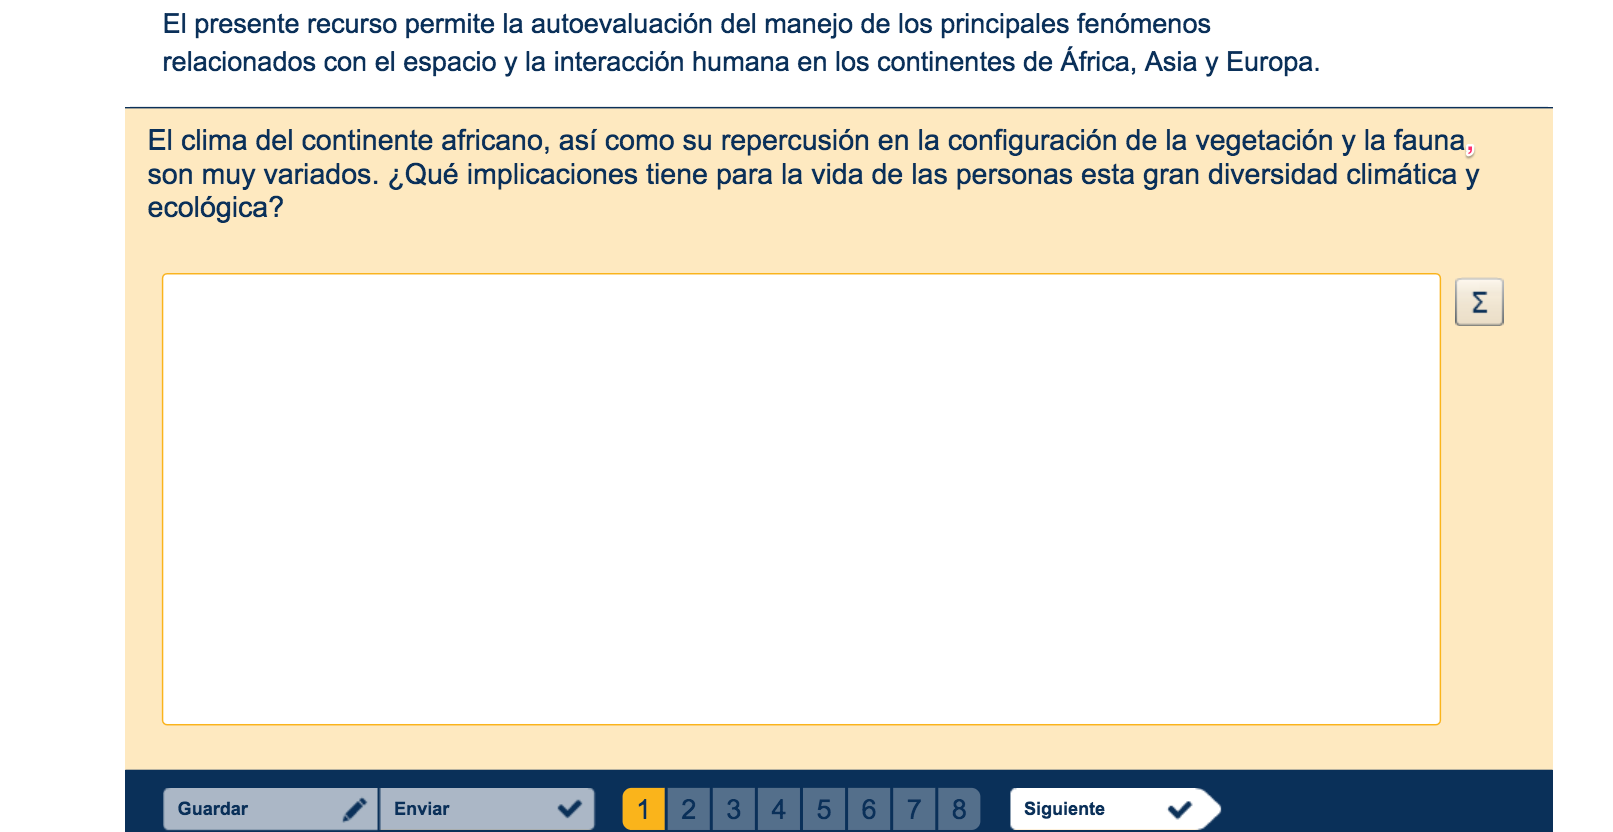 El presente recurso permite la autoevaluación del manejo de los principales fenómenos
relacionados con el espacio y la interacción humana en los continentes de África, Asia y Europa.
El clima del continente africano, así como su repercusión en la configuración de la vegetación y la fauna,
son muy variados. ¿Qué implicaciones tiene para la vida de las personas esta gran diversidad climática y
ecológica?
Σ
Guardar Enviar 1 2 3 4 5 6 7 8 Siguiente